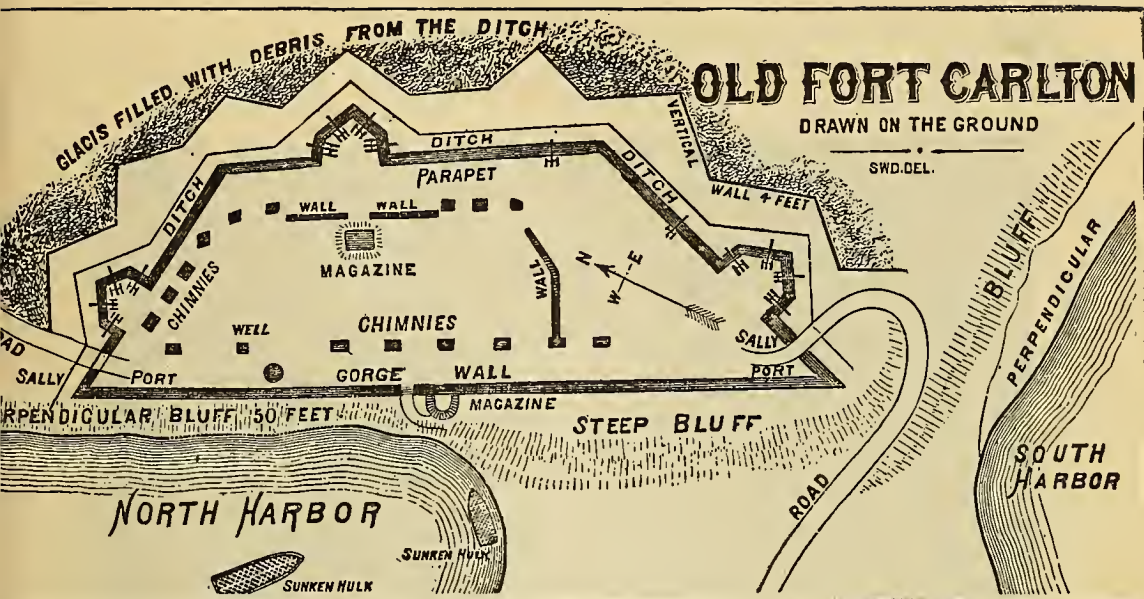 GLACIS FILLED. WITH. DEBRIS FROM THE DITCH
OLD FORT CARLTON
DRAWN ON THE GROUND
SWD.DEL.
VERTICAL
WALL 4 FEET
DITCH
DITCH
DITCH
PARAPET
WALL
WALL
MAGAZINE
CHIMNIES
WALL
N
E
W
BLUFF
PERPENDICULAR
WELL
CHIMNIES
SALLY
PORT
SALLY
PORT
GORGE WALL
MAGAZINE
BLUFF 50 FEET
STEEP BLUFF
ROAD
SOUTH
HARBOR
NORTH HARBOR
SUNKEN HULK
SUNKEN HULK